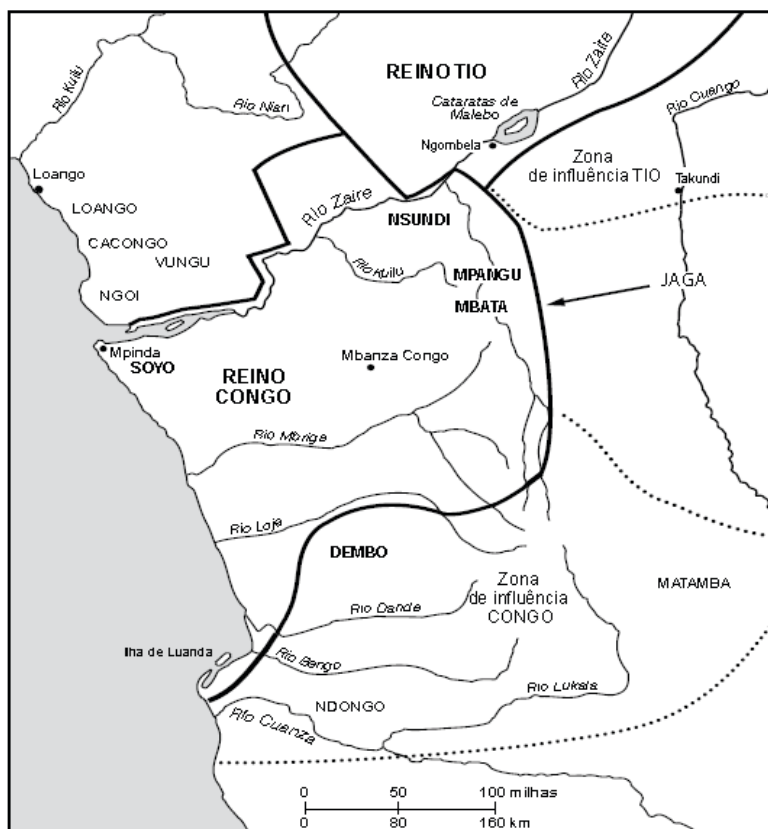 REINO TIO
Rio Zaire
Rio Kuilu
Rio Niari
Cataratas de
Malebo
Rio Cuango
Ngombela
Zona
de influência TIO
Takundi
Loango
LOANGO
Rio Zaire
NSUNDI
CACONGO
VUNGU
Rio Kuilu
MPANGU
JAGA
NGOI
MBATA
Mpinda
SOYO
Mbanza Congo
REINO
CONGO
Rio Mbrige
Rio Loje
DEMBO
Zona
de influência
CONGO
MATAMBA
Rio Dande
Ilha de Luanda
Rio Bengo
Rio Lukala
NDONGO
Rio Cuanza
0 50 100 milhas
0 80 160 km